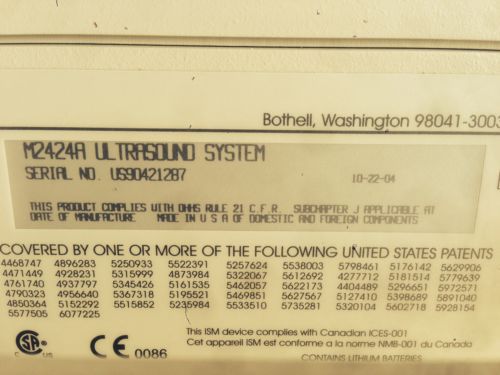 Bothell, Washington 98041-3003
M2424A ULTRASOUND SYSTEM
SERIAL NO. US90421287
10-22-04
THIS PRODUCT COMPLIES WITH DHHS RULE 21 C.F.R. SUBCHAPTER J APPLICABLE AT
DATE OF MANUFACTURE MADE IN U S A OF DOMESTIC AND FOREIGN COMPONENTS
COVERED BY ONE OR MORE OF THE FOLLOWING UNITED STATES PATENTS
4468747 4896283 5250933 5522391 5257624 5538003 5798461 5176142 5629906
4471449 4928231 5315999 4873984 5322067 5612692 4277712 5181514 5779639
4761740 4937797 5345426 5161535 5462057 5622173 4404489 5296651 5972571
4790323 4956640 5367318 5195521 5469851 5627567 5127410 5398689 5891040
4850364 5152292 5515852 5235984 5533510 5735281 5320104 5602718 5928154
5577505 6077225
This ISM device complies with Canadian ICES-001
Cet appareil ISM est conforme a la norme NMB-001 du Canada
CSA
C US
CE 0086
CONTAINS LITHIUM BATTERIES